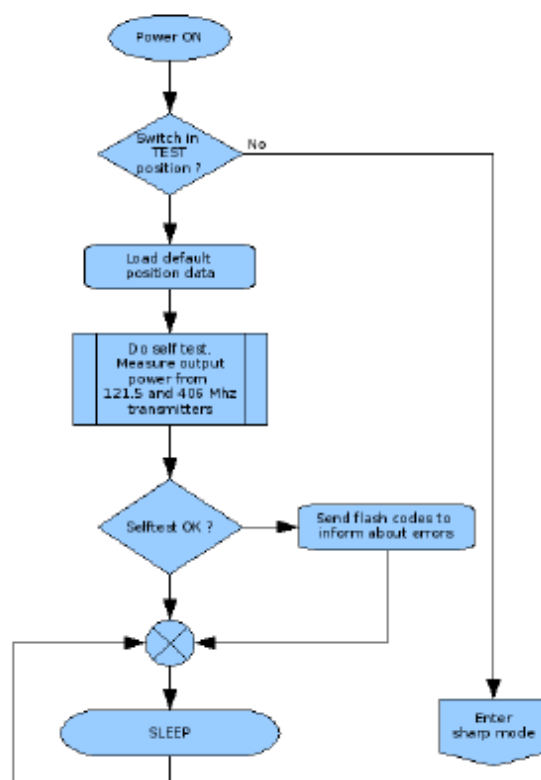 Power ON
Switch in
TEST
position ?
No
Load default
position data
Do self test.
Measure output
power from
121.5 and 406 Mhz
transmitters
Selftest OK ?
Send flash codes to
inform about errors
SLEEP
Enter
sharp mode